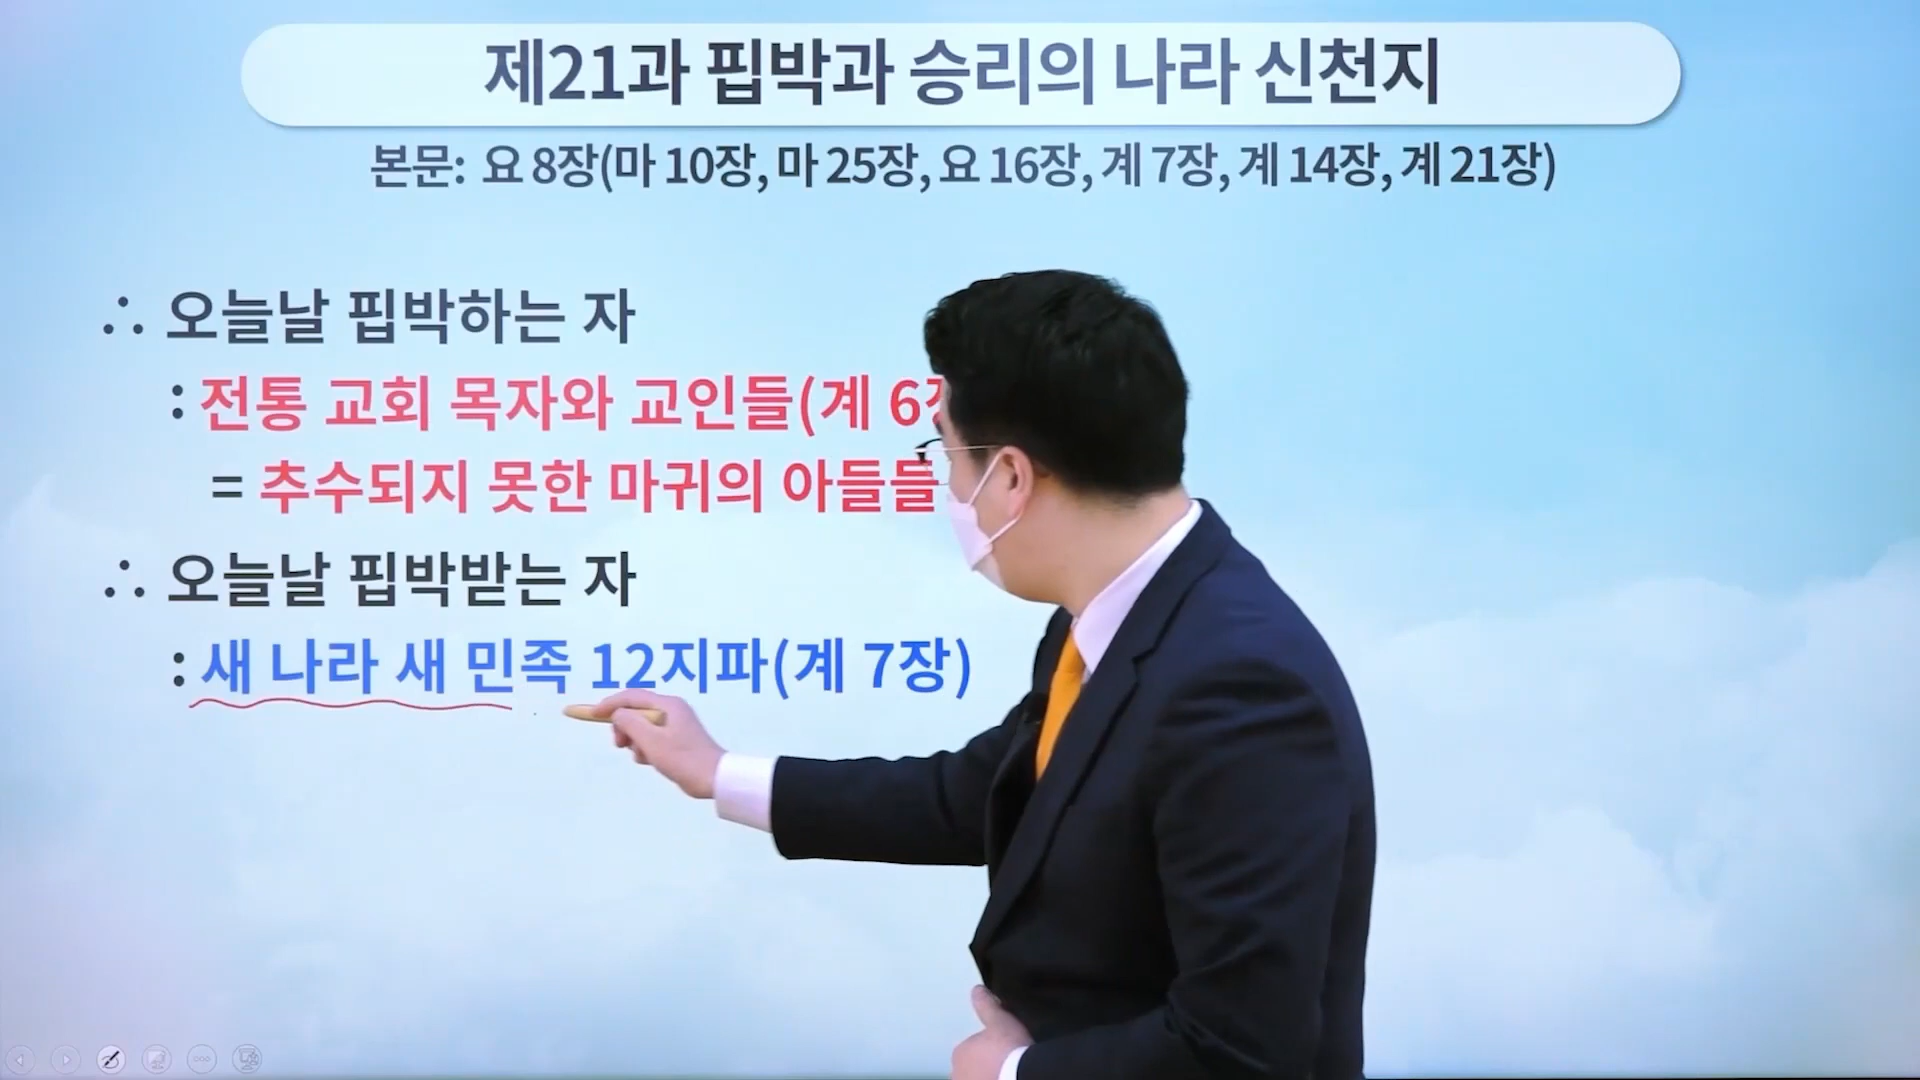 제21과 핍박과 승리의 나라 신천지
본문: 요 8장(마 10장, 마 25장, 요 16장, 계 7장, 계 14장, 계 21장)
∴ 오늘날 핍박하는 자
: 전통 교회 목자와 교인들(계 6장
= 추수되지 못한 마귀의 아들들
∴ 오늘날 핍박받는 자
: 새 나라 새 민족 12지파(계 7장)